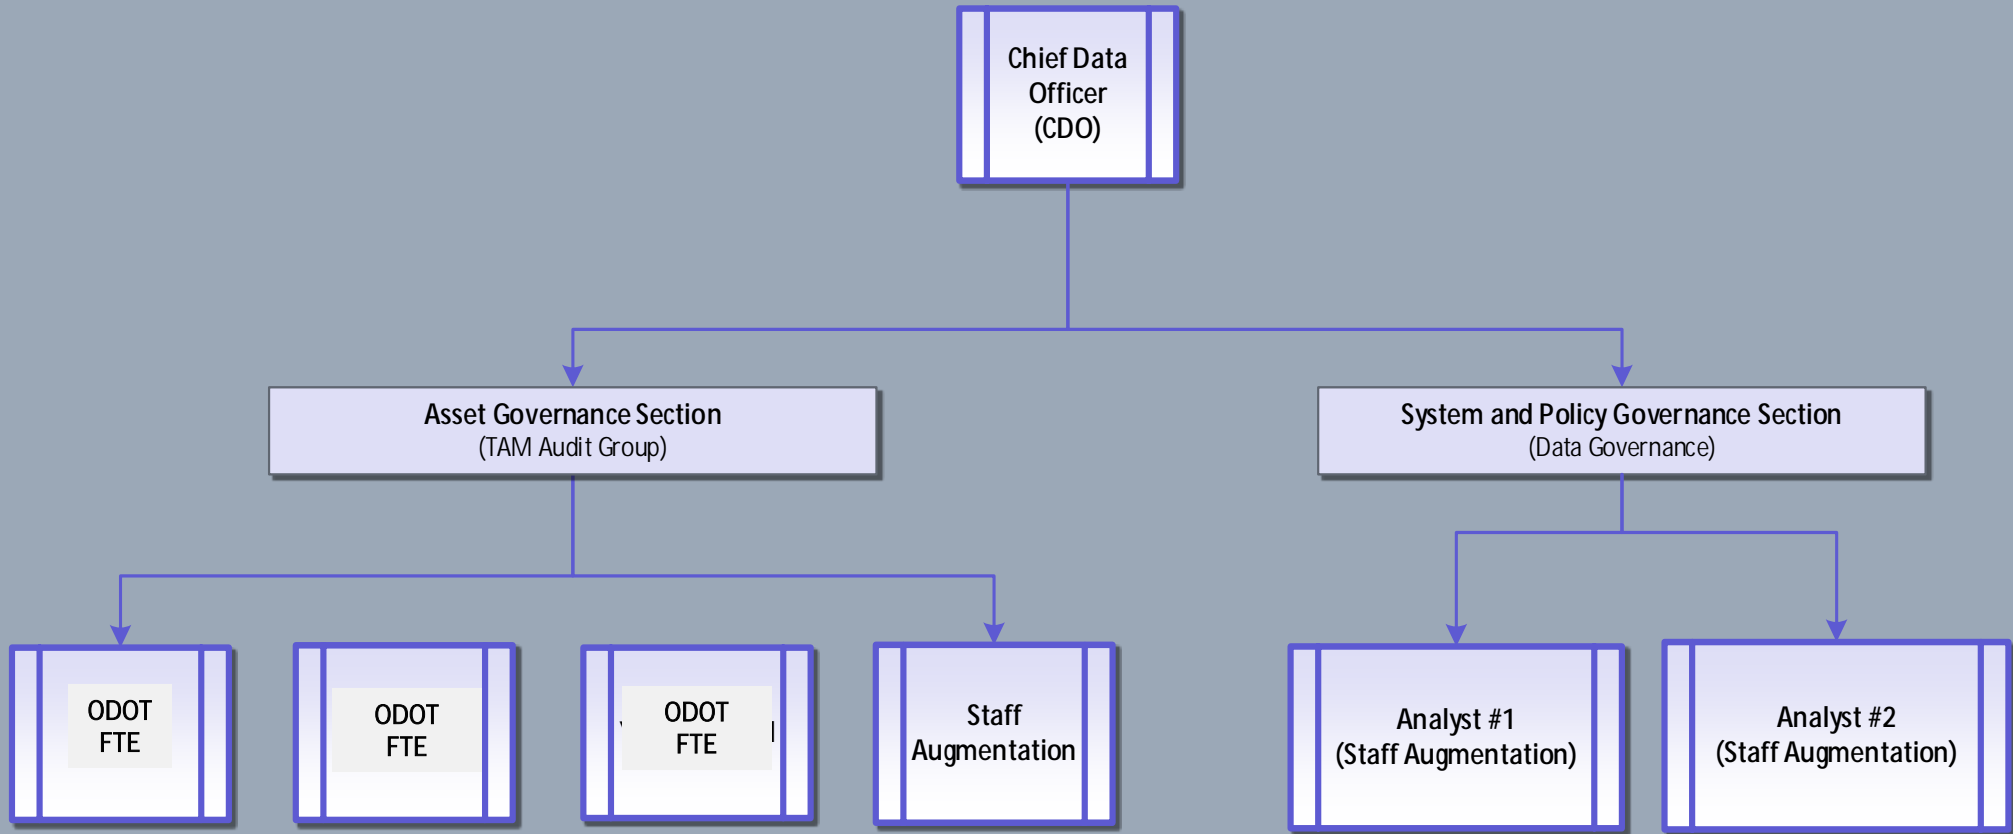 Chief Data
Officer
(CDO)
Asset Governance Section
(TAM Audit Group)
System and Policy Governance Section
(Data Governance)
ODOT
FTE
ODOT
FTE
ODOT
FTE
Staff
Augmentation
Analyst #1
(Staff Augmentation)
Analyst #2
(Staff Augmentation)